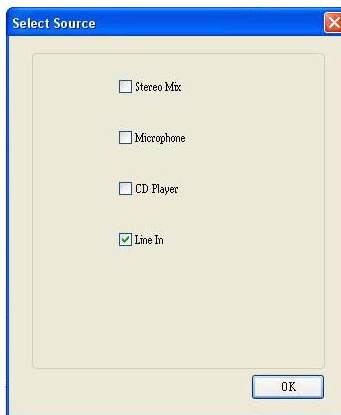 Select Source
Stereo Mix
Microphone
CD Player
Line In
OK